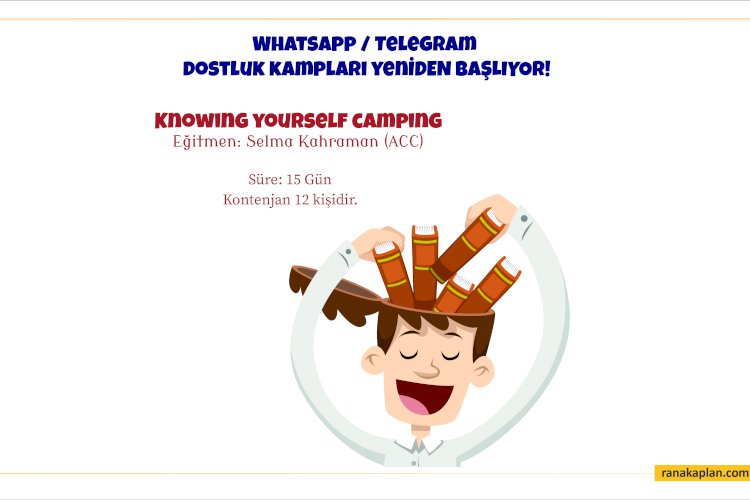 WHATSAPP / TELEGRAM
DOSTLUK KAMPLARI YENİDEN BAŞLIYOR!
KNOWING YOURSELF CAMPING
Eğitmen: Selma Kahraman (ACC)
Süre: 15 Gün
Kontenjan 12 kişidir.
ranakaplan.com